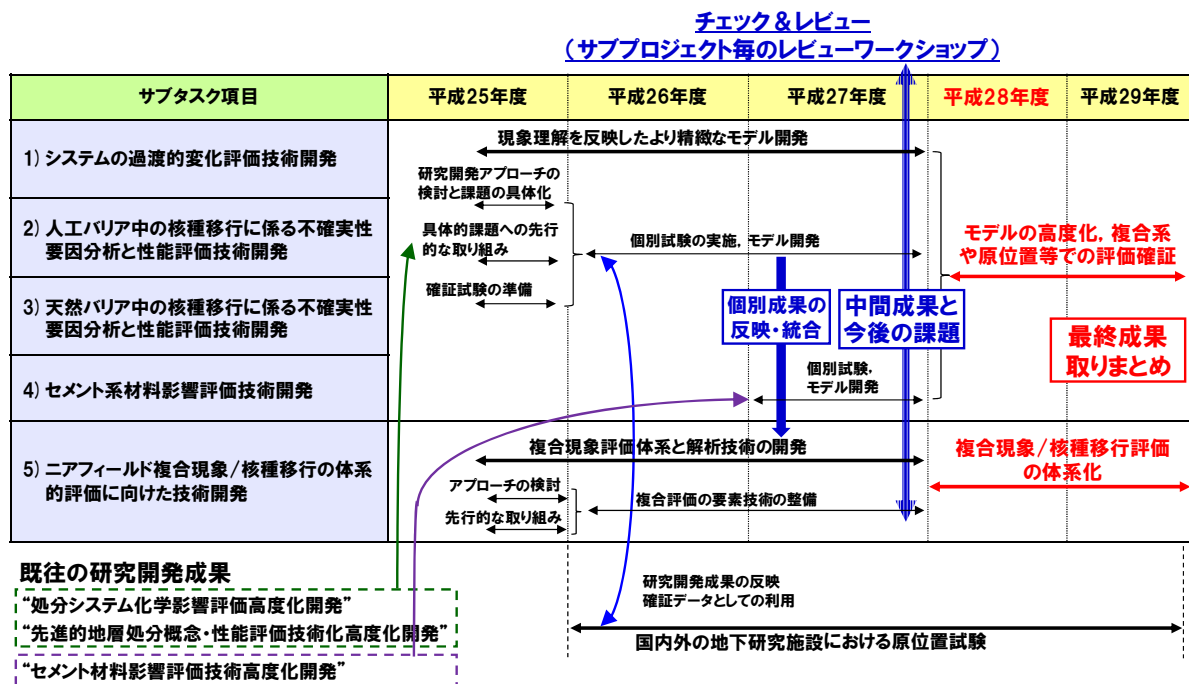 チェック＆レビュー
（サブプロジェクト毎のレビューワークショップ）
サブタスク項目
平成25年度
平成26年度
平成27年度
平成28年度
平成29年度
1）システムの過渡的変化評価技術開発
現象理解を反映したより精緻なモデル開発
研究開発アプローチの
検討と課題の具体化
2）人工バリア中の核種移行に係る不確実性
要因分析と性能評価技術開発
具体的課題への先行
的な取り組み
個別試験の実施，モデル開発
モデルの高度化，複合系
や原位置等での評価確証
3）天然バリア中の核種移行に係る不確実性
要因分析と性能評価技術開発
確証試験の準備
個別成果の
反映・統合
中間成果と
今後の課題
最終成果
取りまとめ
4）セメント系材料影響評価技術開発
個別試験，
モデル開発
5）ニアフィールド複合現象/核種移行の体系
的評価に向けた技術開発
複合現象評価体系と解析技術の開発
複合現象/核種移行評価
の体系化
アプローチの検討
先行的な取り組み
複合評価の要素技術の整備
既往の研究開発成果
“処分システム化学影響評価高度化開発”
“先進的地層処分概念・性能評価技術化高度化開発”
“セメント材料影響評価技術高度化開発”
研究開発成果の反映
確証データとしての利用
国内外の地下研究施設における原位置試験